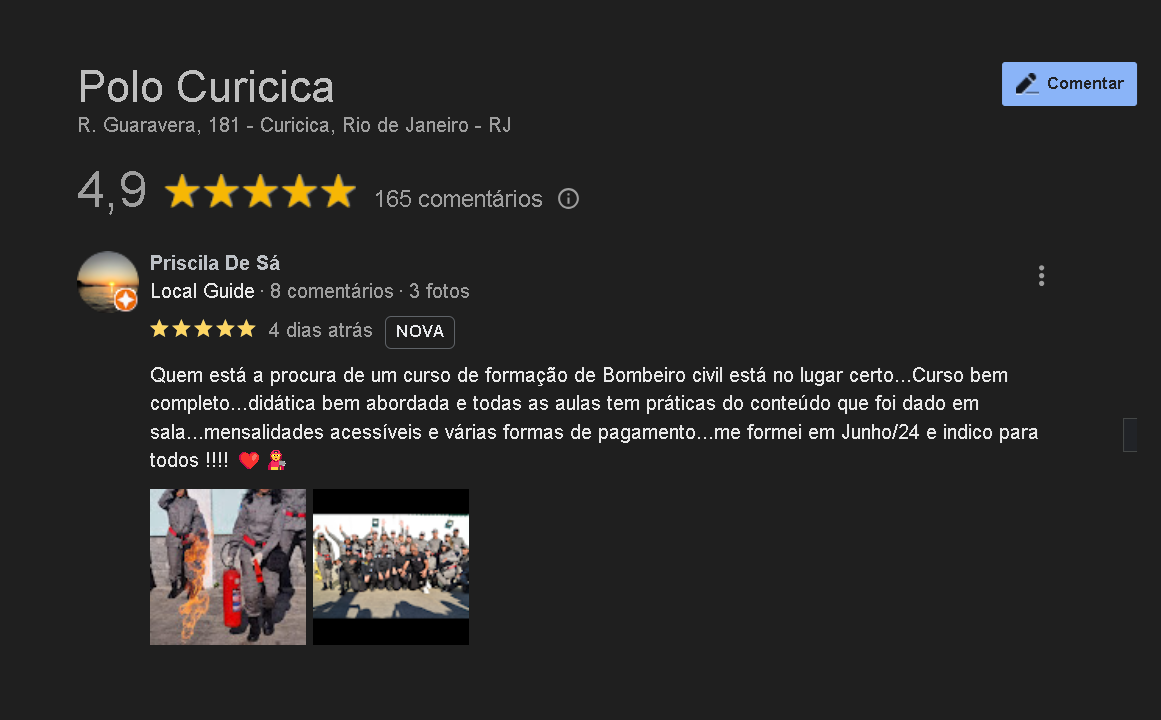 Polo Curicica
Comentar
R. Guaravera, 181 - Curicica, Rio de Janeiro - RJ
4,9 165 comentários
Priscila De Sá
Local Guide · 8 comentários · 3 fotos
4 dias atrás NOVA
Quem está a procura de um curso de formação de Bombeiro civil está no lugar certo...Curso bem
completo...didática bem abordada e todas as aulas tem práticas do conteúdo que foi dado em
sala...mensalidades acessíveis e várias formas de pagamento...me formei em Junho/24 e indico para
todos !!!! ❤️ 👩‍🚒